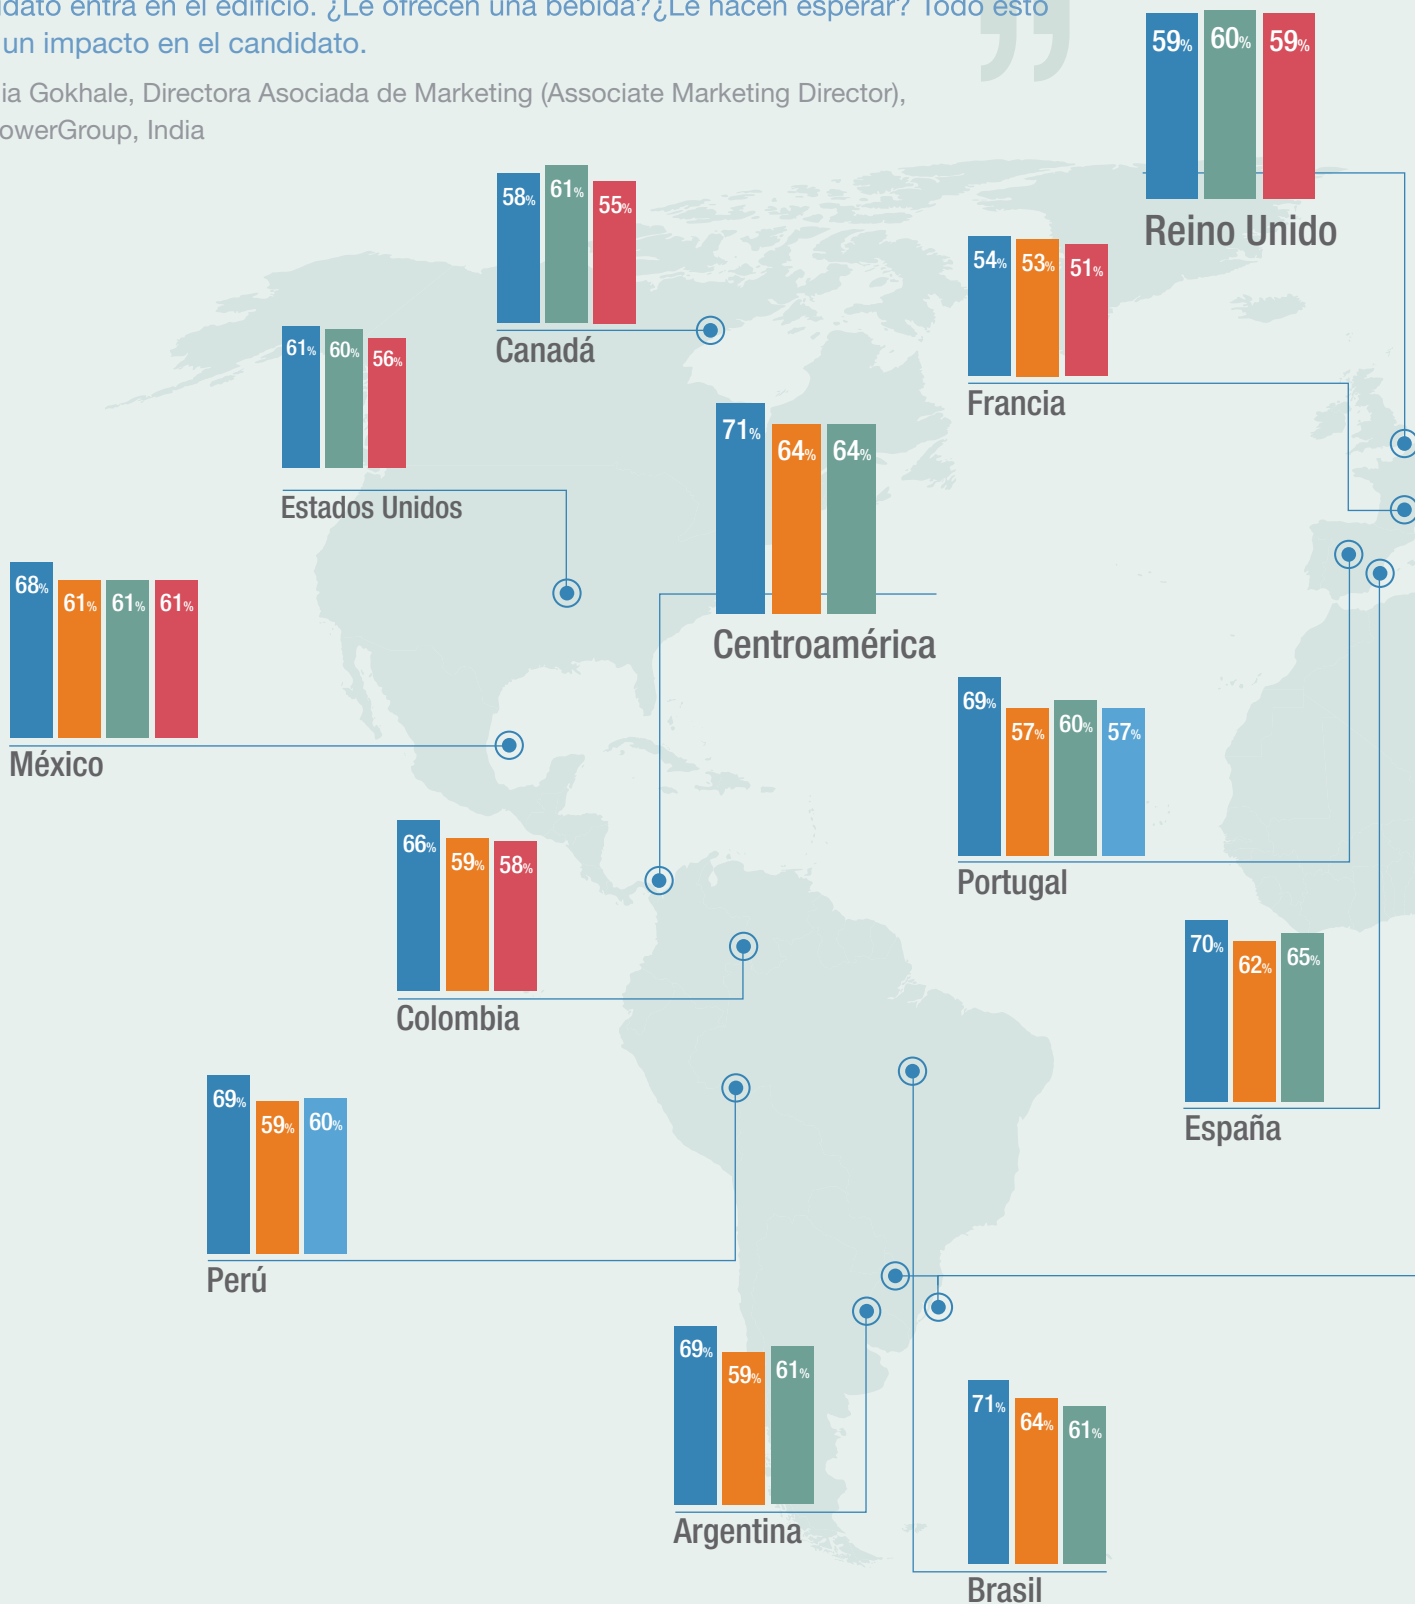 didato entra en el edificio. ¿Le ofrecen una bebida?¿Le hacen esperar? Todo esto
un impacto en el candidato.
ia Gokhale, Directora Asociada de Marketing (Associate Marketing Director),
owerGroup, India
”
59% 60% 59%
Reino Unido
58% 61% 55%
Canadá
54% 53% 51%
Francia
61% 60% 56%
Estados Unidos
71% 64% 64%
Centroamérica
68% 61% 61% 61%
México
69% 57% 60% 57%
Portugal
66% 59% 58%
Colombia
70% 62% 65%
España
69% 59% 60%
Perú
69% 59% 61%
Argentina
71% 64% 61%
Brasil